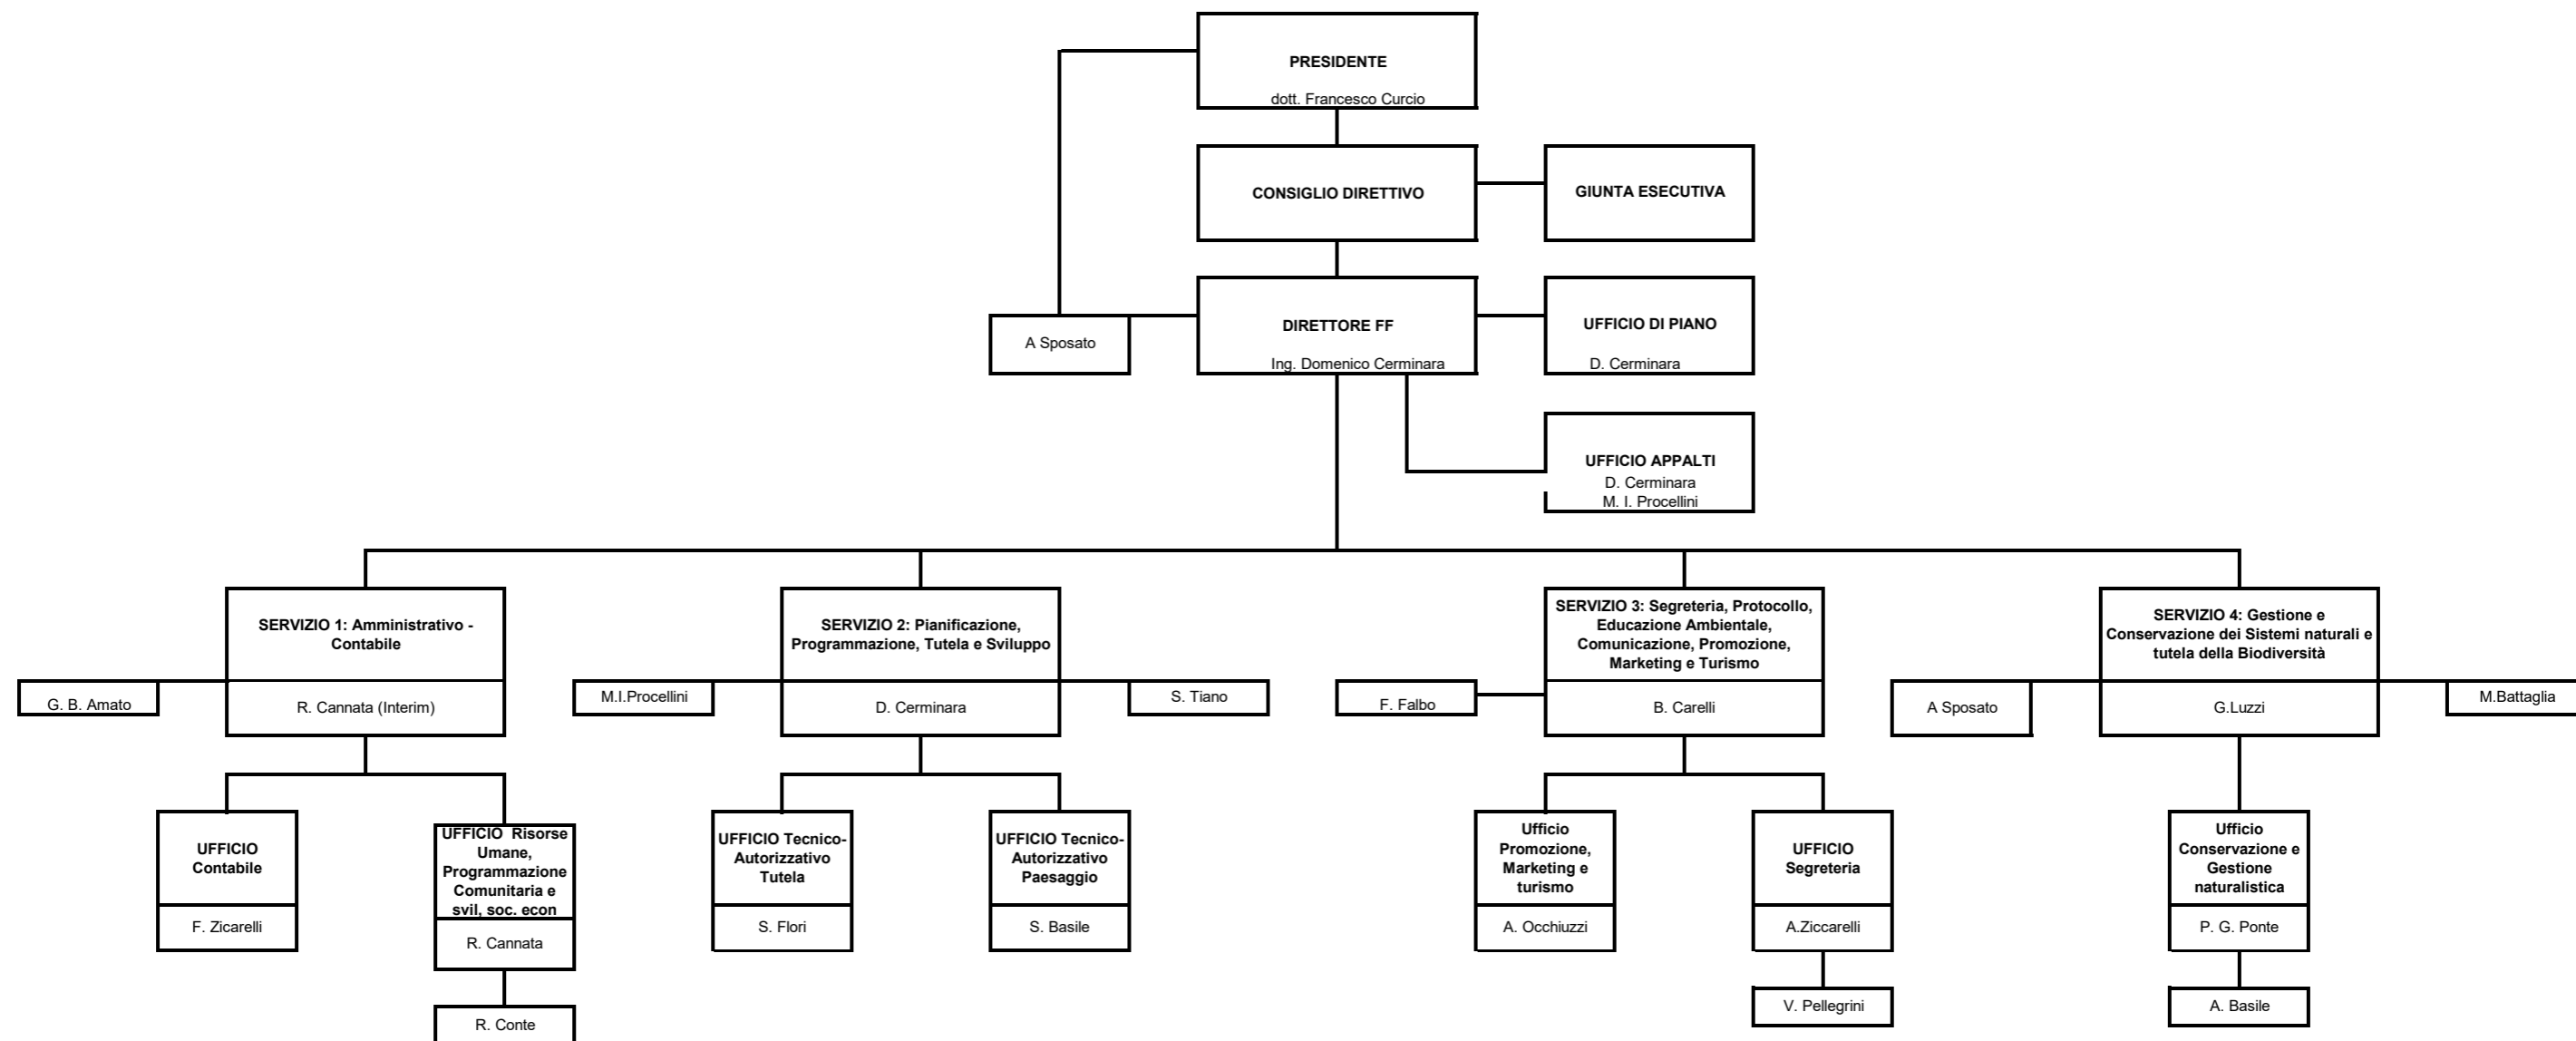 PRESIDENTE
dott. Francesco Curcio
CONSIGLIO DIRETTIVO
GIUNTA ESECUTIVA
A Sposato
DIRETTORE FF
Ing. Domenico Cerminara
UFFICIO DI PIANO
D. Cerminara
UFFICIO APPALTI
D. Cerminara
M. I. Procellini
SERVIZIO 1: Amministrativo -
Contabile
G. B. Amato
R. Cannata (Interim)
SERVIZIO 2: Pianificazione,
Programmazione, Tutela e Sviluppo
M.I.Procellini
D. Cerminara
S. Tiano
SERVIZIO 3: Segreteria, Protocollo,
Educazione Ambientale,
Comunicazione, Promozione,
Marketing e Turismo
F. Falbo
B. Carelli
SERVIZIO 4: Gestione e
Conservazione dei Sistemi naturali e
tutela della Biodiversità
A Sposato
G.Luzzi
M.Battaglia
UFFICIO
Contabile
F. Zicarelli
UFFICIO Risorse
Umane,
Programmazione
Comunitaria e
svil, soc. econ
R. Cannata
R. Conte
UFFICIO Tecnico-
Autorizzativo
Tutela
S. Flori
UFFICIO Tecnico-
Autorizzativo
Paesaggio
S. Basile
Ufficio
Promozione,
Marketing e
turismo
A. Occhiuzzi
UFFICIO
Segreteria
A.Ziccarelli
V. Pellegrini
Ufficio
Conservazione e
Gestione
naturalistica
P. G. Ponte
A. Basile